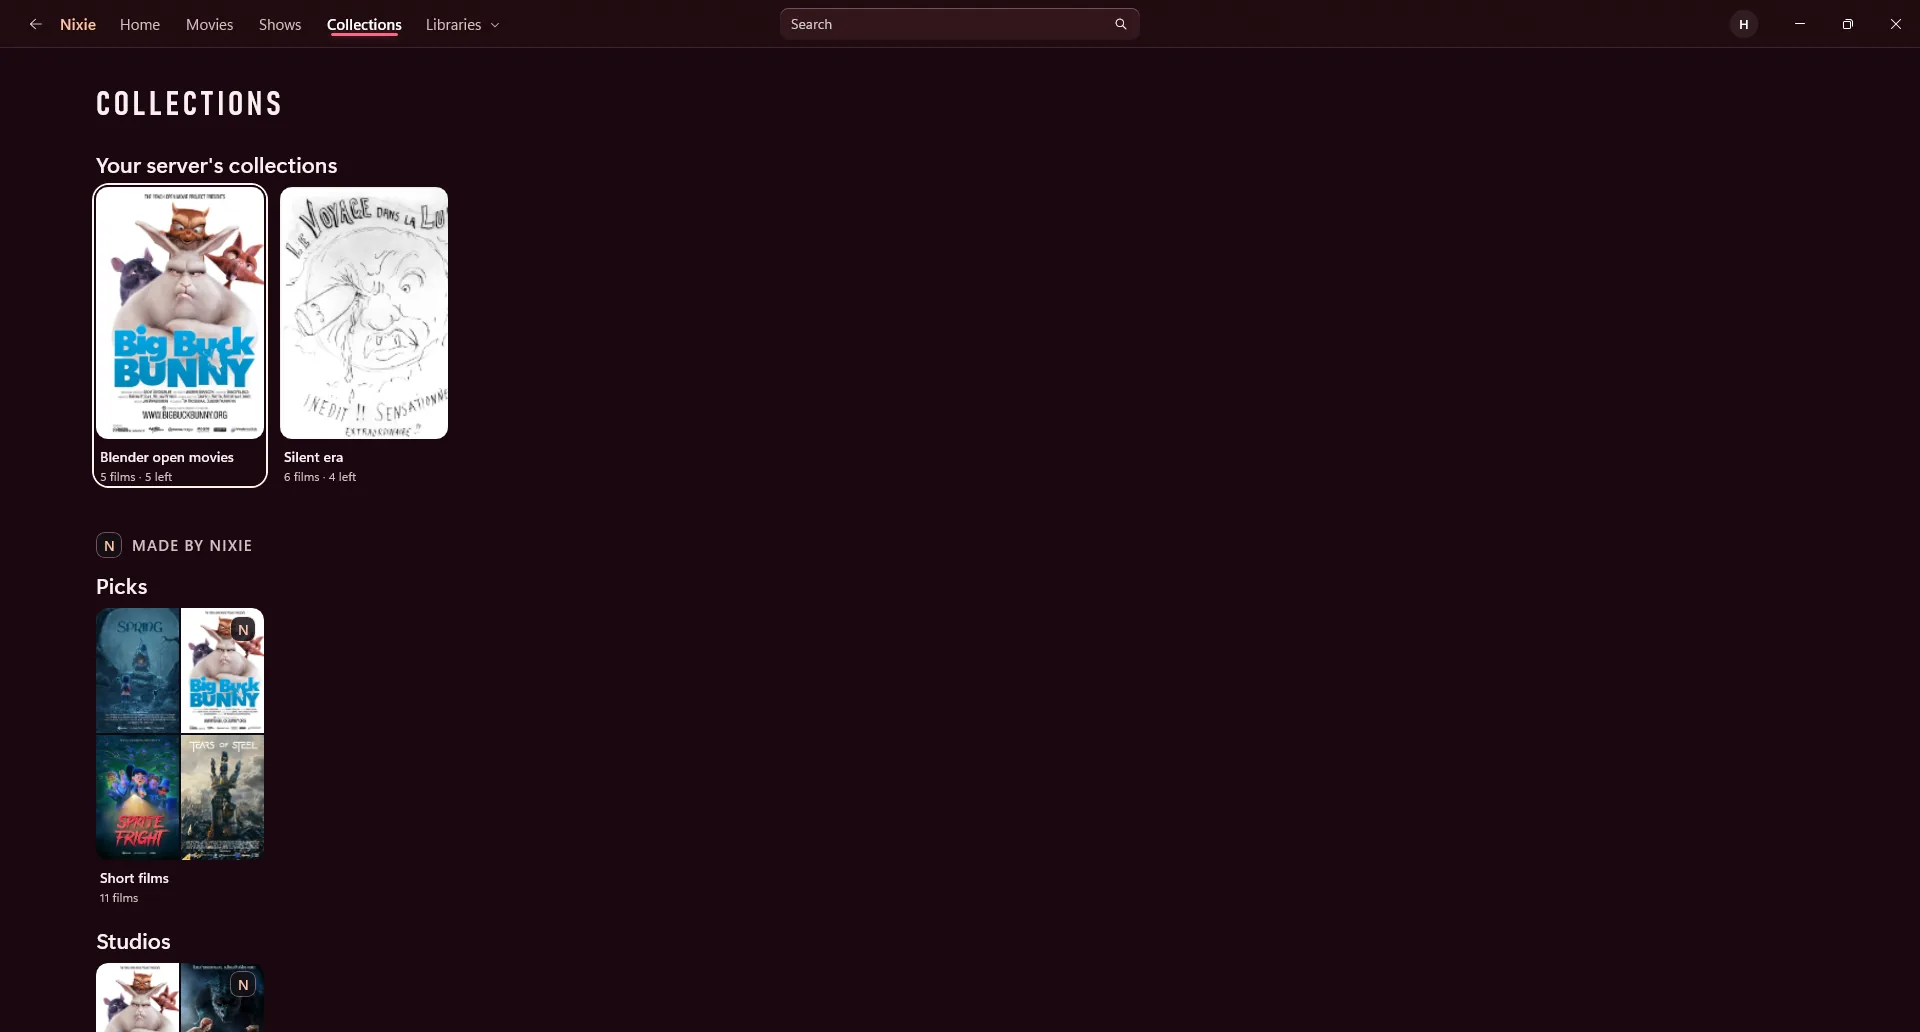 Nixie
Home
Movies
Shows
Collections
Libraries
Search
H
COLLECTIONS
Your server's collections
Big Buck
BUNNY
WWW.BIGBUCKBUNNY.ORG
LE VOYAGE DANS LA LU
INEDIT !! SENSATIONNE
EXTRAORDINAIRE !!
Blender open movies
5 films · 5 left
Silent era
6 films · 4 left
N MADE BY NIXIE
Picks
SPRING
N
Big Buck
BUNNY
SPRITE
FRIGHT
TEARS OF STEEL
Short films
11 films
Studios
N